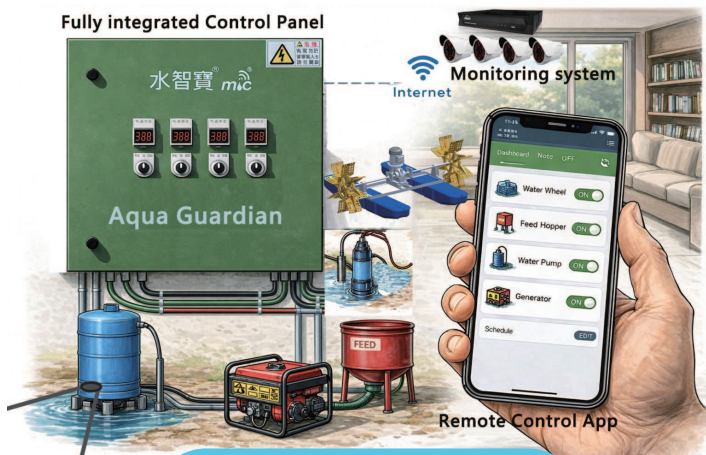 Fully integrated Control Panel
水智寶® mic
388 388 388 388
Aqua Guardian
Internet
Monitoring system
Dashboard Note OFF
Water Wheel ON
Feed Hopper ON
Water Pump ON
Generator ON
Schedule EDIT
FEED
Remote Control App